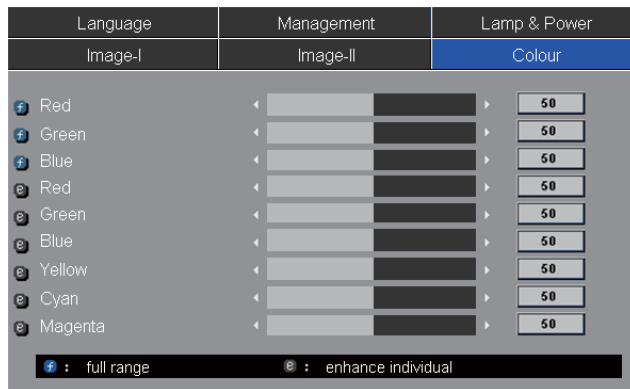 Language Management Lamp & Power
Image-I Image-II Colour
f Red 50
f Green 50
f Blue 50
e Red 50
e Green 50
e Blue 50
e Yellow 50
e Cyan 50
e Magenta 50
f : full range e : enhance individual